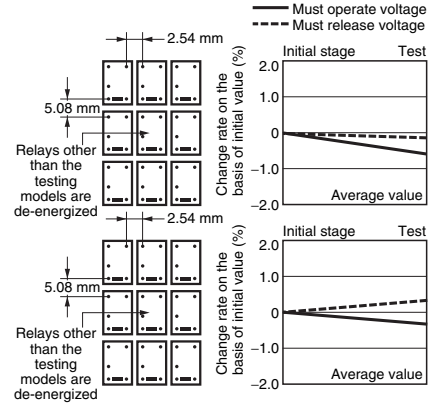 Must operate voltage
Must release voltage
2.54 mm
5.08 mm
Relays other
than the
testing
models are
de-energized
Change rate on the
basis of initial value (%)
Initial stage
Test
2.0
1.0
0
−1.0
−2.0
Average value
2.54 mm
5.08 mm
Relays other
than the
testing
models are
de-energized
Change rate on the
basis of initial value (%)
Initial stage
Test
2.0
1.0
0
−1.0
−2.0
Average value